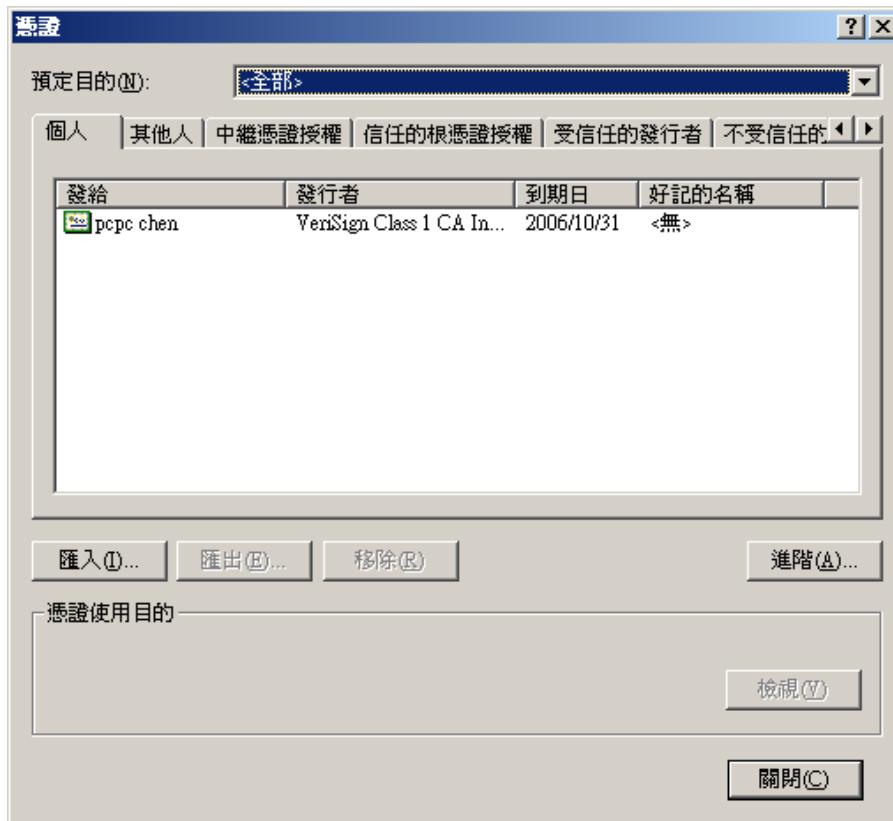 憑證
預定目的(N): <全部>
個人 其他人 中繼憑證授權 信任的根憑證授權 受信任的發行者 不受信任的
發給 發行者 到期日 好記的名稱
pcpc chen VeriSign Class 1 CA In... 2006/10/31 <無>
匯入(I)... 匯出(E)... 移除(R) 進階(A)...
憑證使用目的
檢視(V)
關閉(C)